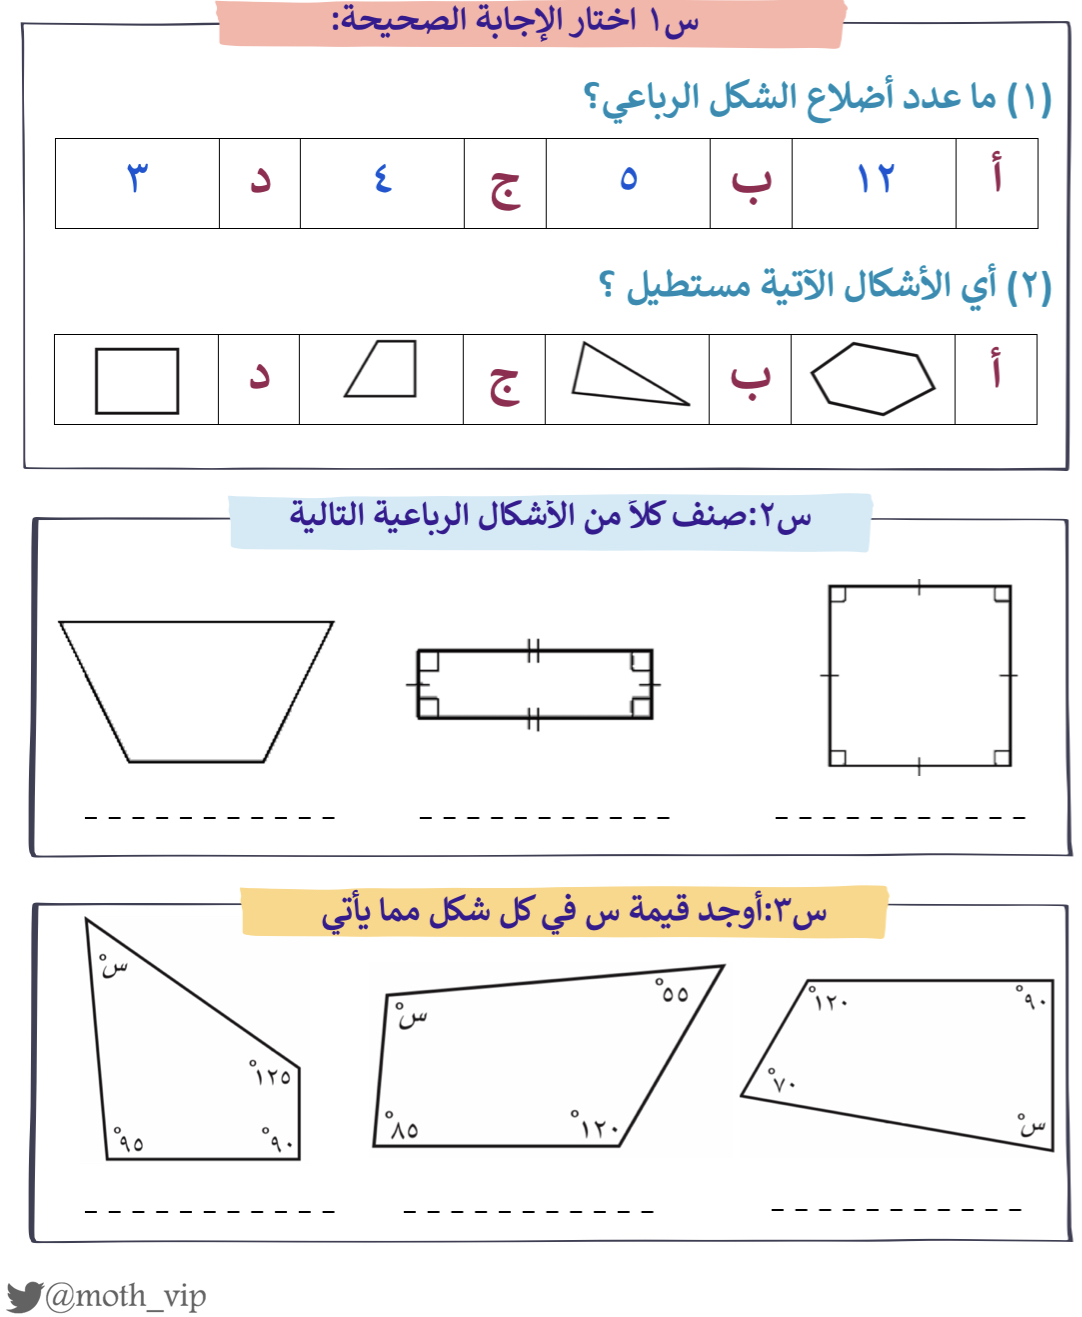 س١ اختار الإجابة الصحيحة:
(١) ما عدد أضلاع الشكل الرباعي؟
أ ١٢ ب ٥ ج ٤ د ٣
(٢) أي الأشكال الآتية مستطيل ؟
أ ب ج د
س٢:صنف كلاً من الأشكال الرباعية التالية
س٣:أوجد قيمة س في كل شكل مما يأتي
٩٠° ١٢٠° ٧٠° س°
٥٥° س° ٨٥° ١٢٠°
س° ١٢٥° ٩٥° ٩٠°
@moth_vip